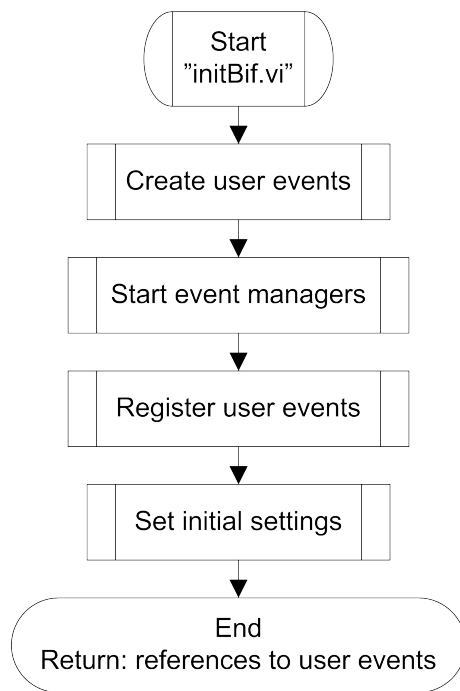 Start
”initBif.vi”
Create user events
Start event managers
Register user events
Set initial settings
End
Return: references to user events